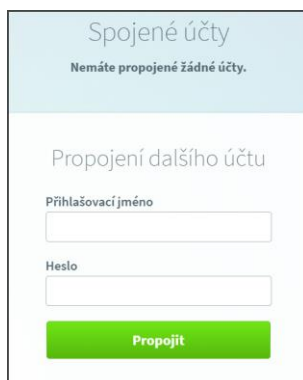 Spojené účty
Nemáte propojené žádné účty.
Propojení dalšího účtu
Přihlašovací jméno
Heslo
Propojit